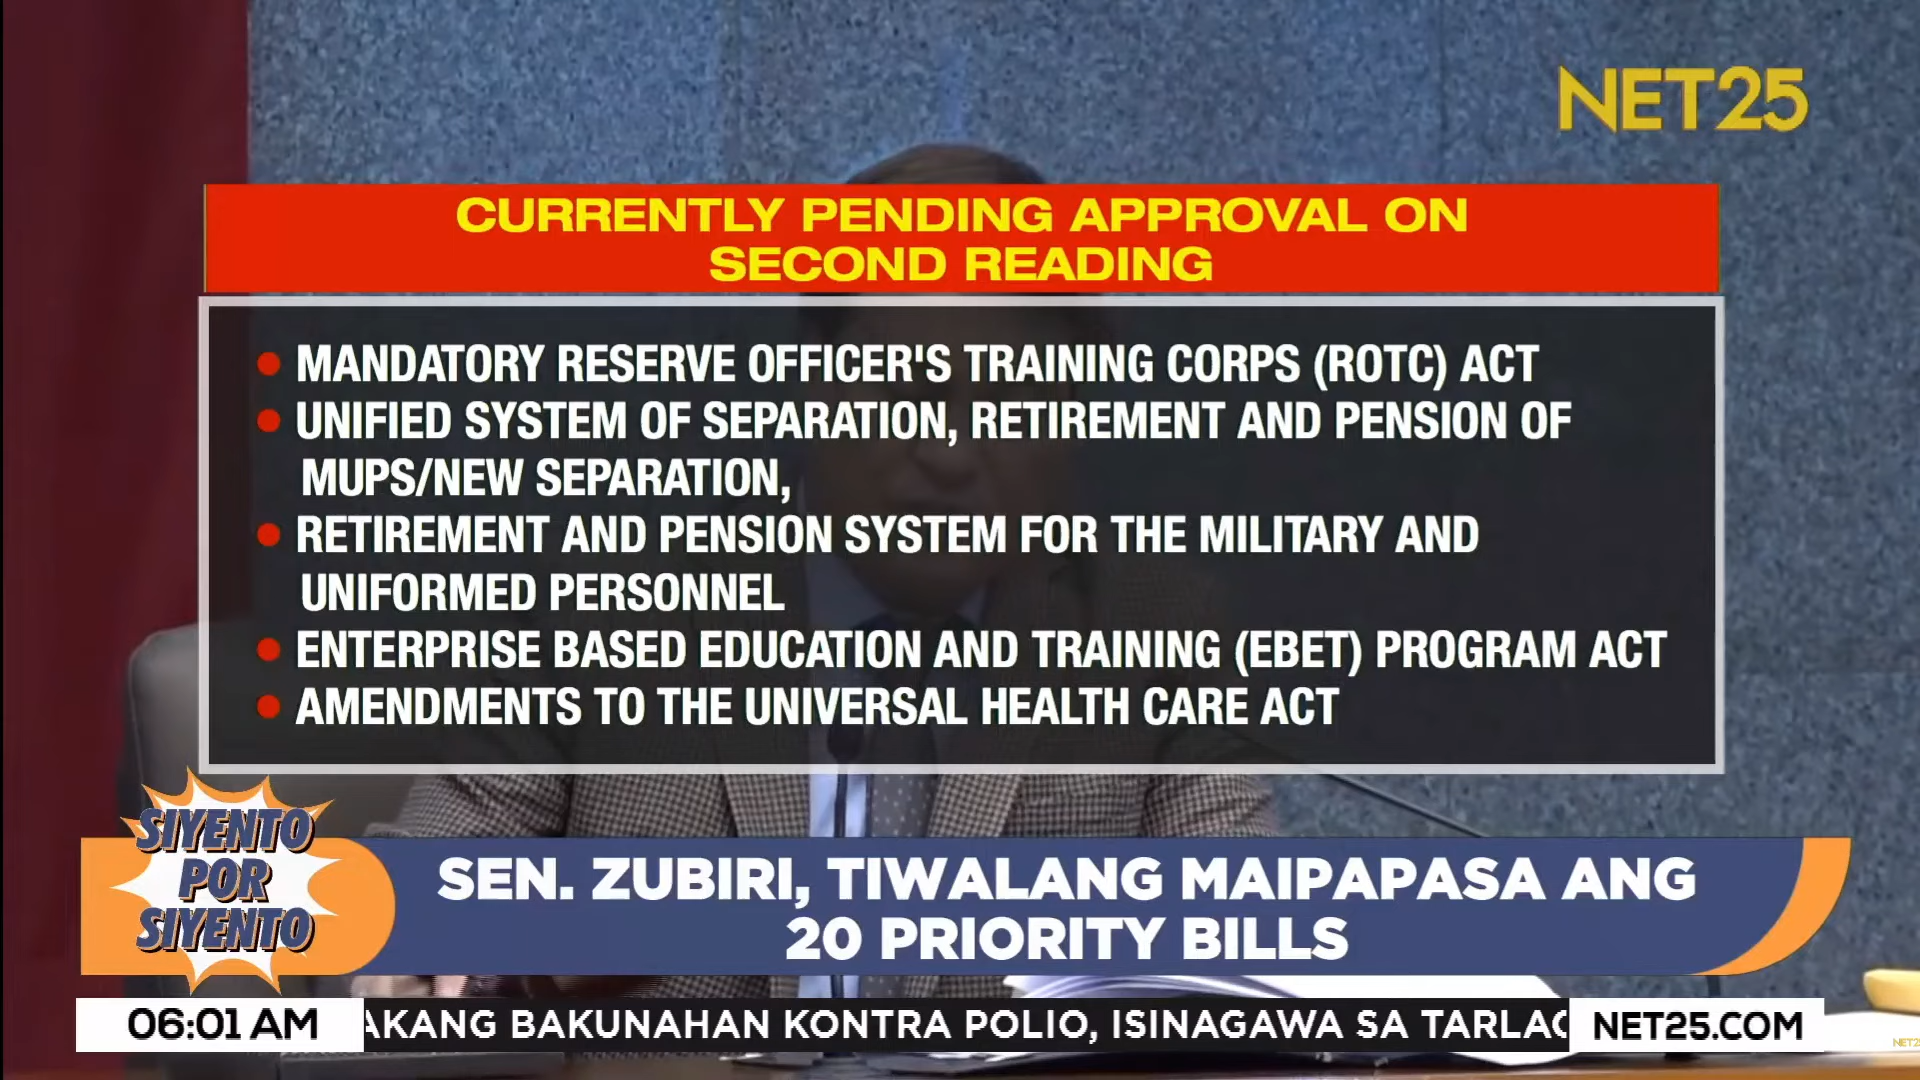 NET25
CURRENTLY PENDING APPROVAL ON
SECOND READING
MANDATORY RESERVE OFFICER'S TRAINING CORPS (ROTC) ACT
UNIFIED SYSTEM OF SEPARATION, RETIREMENT AND PENSION OF
MUPS/NEW SEPARATION,
RETIREMENT AND PENSION SYSTEM FOR THE MILITARY AND
UNIFORMED PERSONNEL
ENTERPRISE BASED EDUCATION AND TRAINING (EBET) PROGRAM ACT
AMENDMENTS TO THE UNIVERSAL HEALTH CARE ACT
SIYENTO
POR
SIYENTO
SEN. ZUBIRI, TIWALANG MAIPAPASA ANG
20 PRIORITY BILLS
06:01 AM
AKANG BAKUNAHAN KONTRA POLIO, ISINAGAWA SA TARLAC
NET25.COM